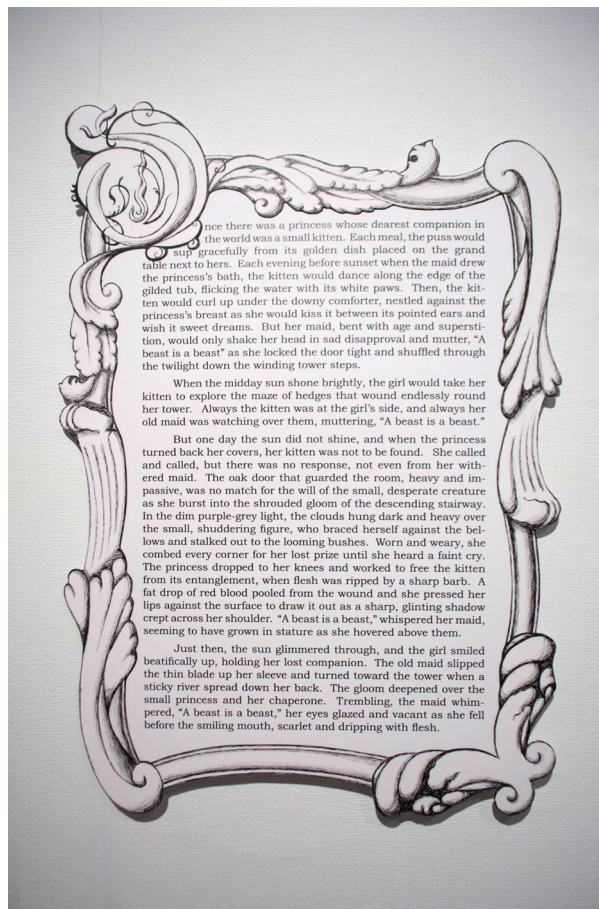 Once there was a princess whose dearest companion in
the world was a small kitten. Each meal, the puss would
sup gracefully from its golden dish placed on the grand
table next to hers. Each evening before sunset when the maid drew
the princess's bath, the kitten would dance along the edge of the
gilded tub, flicking the water with its white paws. Then, the kit-
ten would curl up under the downy comforter, nestled against the
princess's breast as she would kiss it between its pointed ears and
wish it sweet dreams. But her maid, bent with age and supersti-
tion, would only shake her head in sad disapproval and mutter, “A
beast is a beast” as she locked the door tight and shuffled through
the twilight down the winding tower steps.
When the midday sun shone brightly, the girl would take her
kitten to explore the maze of hedges that wound endlessly round
her tower. Always the kitten was at the girl's side, and always her
old maid was watching over them, muttering, “A beast is a beast.”
But one day the sun did not shine, and when the princess
turned back her covers, her kitten was not to be found. She called
and called, but there was no response, not even from her with-
ered maid. The oak door that guarded the room, heavy and im-
passive, was no match for the will of the small, desperate creature
as she burst into the shrouded gloom of the descending stairway.
In the dim purple-grey light, the clouds hung dark and heavy over
the small, shuddering figure, who braced herself against the bel-
lows and stalked out to the looming bushes. Worn and weary, she
combed every corner for her lost prize until she heard a faint cry.
The princess dropped to her knees and worked to free the kitten
from its entanglement, when flesh was ripped by a sharp barb. A
fat drop of red blood pooled from the wound and she pressed her
lips against the surface to draw it out as a sharp, glinting shadow
crept across her shoulder. “A beast is a beast,” whispered her maid,
seeming to have grown in stature as she hovered above them.
Just then, the sun glimmered through, and the girl smiled
beatifically up, holding her lost companion. The old maid slipped
the thin blade up her sleeve and turned toward the tower when a
sticky river spread down her back. The gloom deepened over the
small princess and her chaperone. Trembling, the maid whim-
pered, “A beast is a beast,” her eyes glazed and vacant as she fell
before the smiling mouth, scarlet and dripping with flesh.